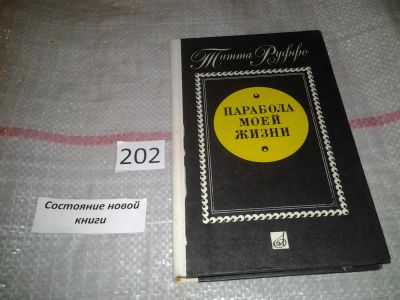 Титта Руффо
ПАРАБОЛА
МОЕЙ
ЖИЗНИ
202
Состояние новой
книги